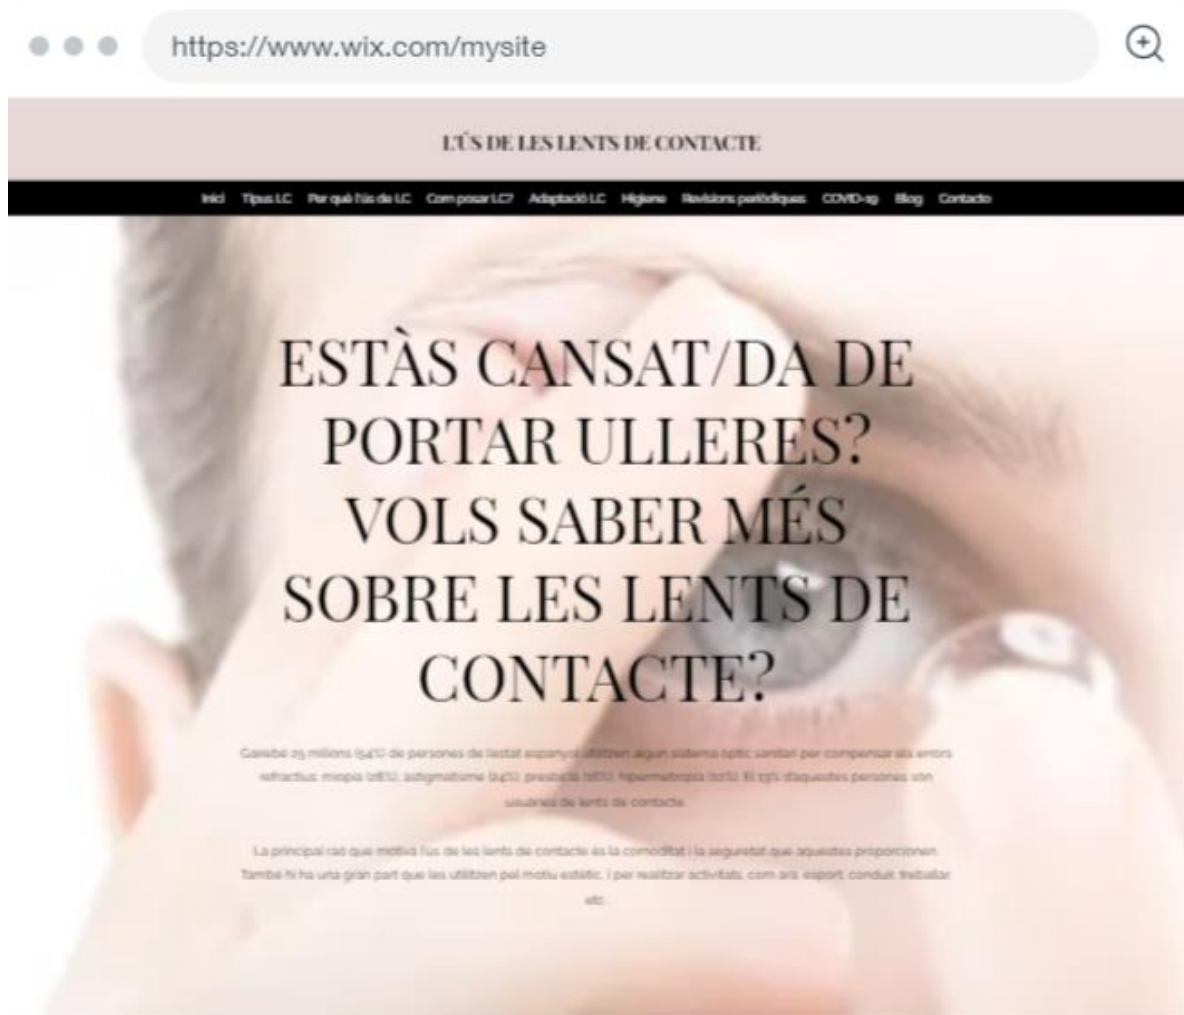 https://www.wix.com/mysite
L'ÚS DE LES LENTS DE CONTACTE
Inici Tipus LC Per què l'ús de LC Com posar LC? Adaptació LC Higiene Revisions periòdiques COVID-19 Blog Contacto
ESTÀS CANSAT/DA DE
PORTAR ULLERES?
VOLS SABER MÉS
SOBRE LES LENTS DE
CONTACTE?
Gairebé 25 milions (54%) de persones de l'estat espanyol utilitzen algun sistema òptic sanitari per compensar els errors
refractius: miopia (28%), astigmatisme (24%), presbícia (16%), hipermetropia (10%). El 13% d'aquestes persones són
usuàries de lents de contacte.
La principal raó que motiva l'ús de les lents de contacte és la comoditat i la seguretat que aquestes proporcionen.
També hi ha una gran part que les utilitzen pel motiu estètic, i per realitzar activitats, com ara: esport, conduir, treballar,
etc.